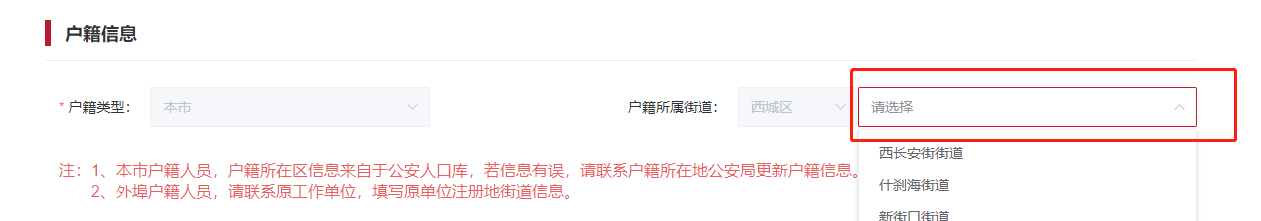 户籍信息
* 户籍类型： 本市 户籍所属街道： 西城区 请选择
西长安街街道
注：1、本市户籍人员，户籍所在区信息来自于公安人口库，若信息有误，请联系户籍所在地公安局更新户籍信息。
什刹海街道
2、外埠户籍人员，请联系原工作单位，填写原单位注册地街道信息。
新街口街道